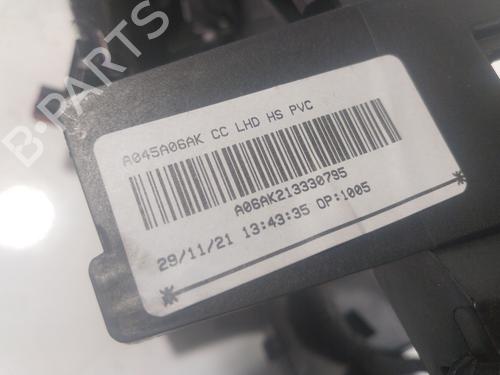 B-PARTS
A045A06AK CC LHD HS PVC
A06AK213330795
29/11/21 13:43:35 OP:1005